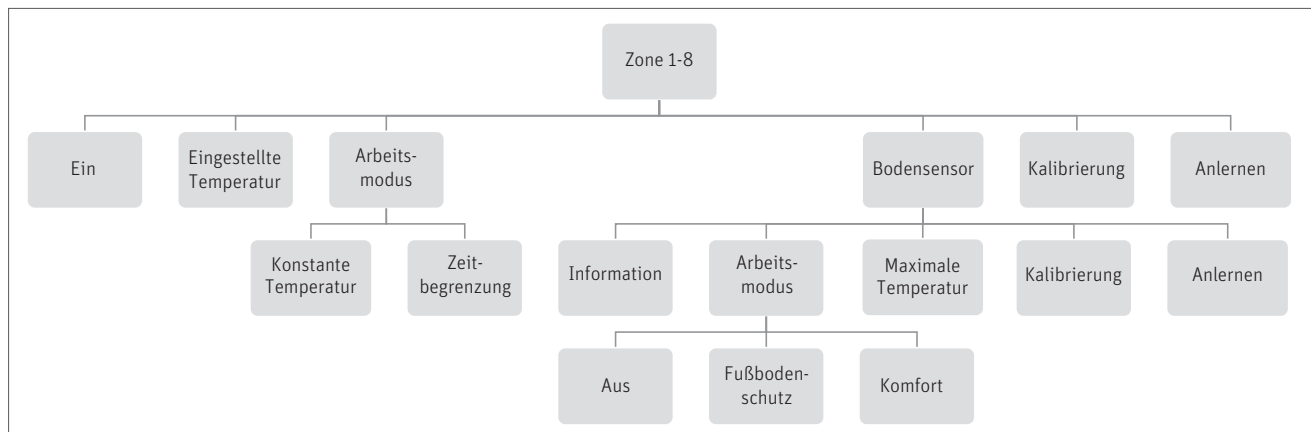 Zone 1-8
Ein
Eingestellte
Temperatur
Arbeits-
modus
Bodensensor
Kalibrierung
Anlernen
Konstante
Temperatur
Zeit-
begrenzung
Information
Arbeits-
modus
Maximale
Temperatur
Kalibrierung
Anlernen
Aus
Fußboden-
schutz
Komfort